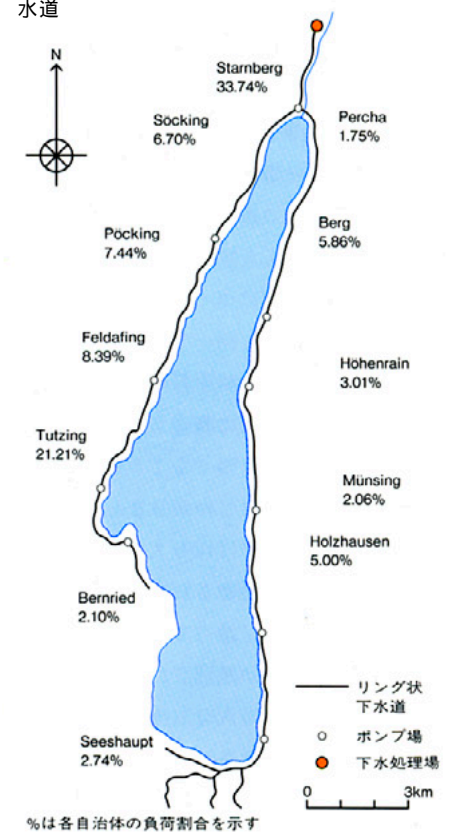 水道
N
Starnberg
33.74%
Söcking
6.70%
Percha
1.75%
Berg
5.86%
Pöcking
7.44%
Feldafing
8.39%
Höhenrain
3.01%
Tutzing
21.21%
Münsing
2.06%
Holzhausen
5.00%
Bernried
2.10%
リング状
下水道
ポンプ場
下水処理場
Seeshaupt
2.74%
0 3km
%は各自治体の負荷割合を示す